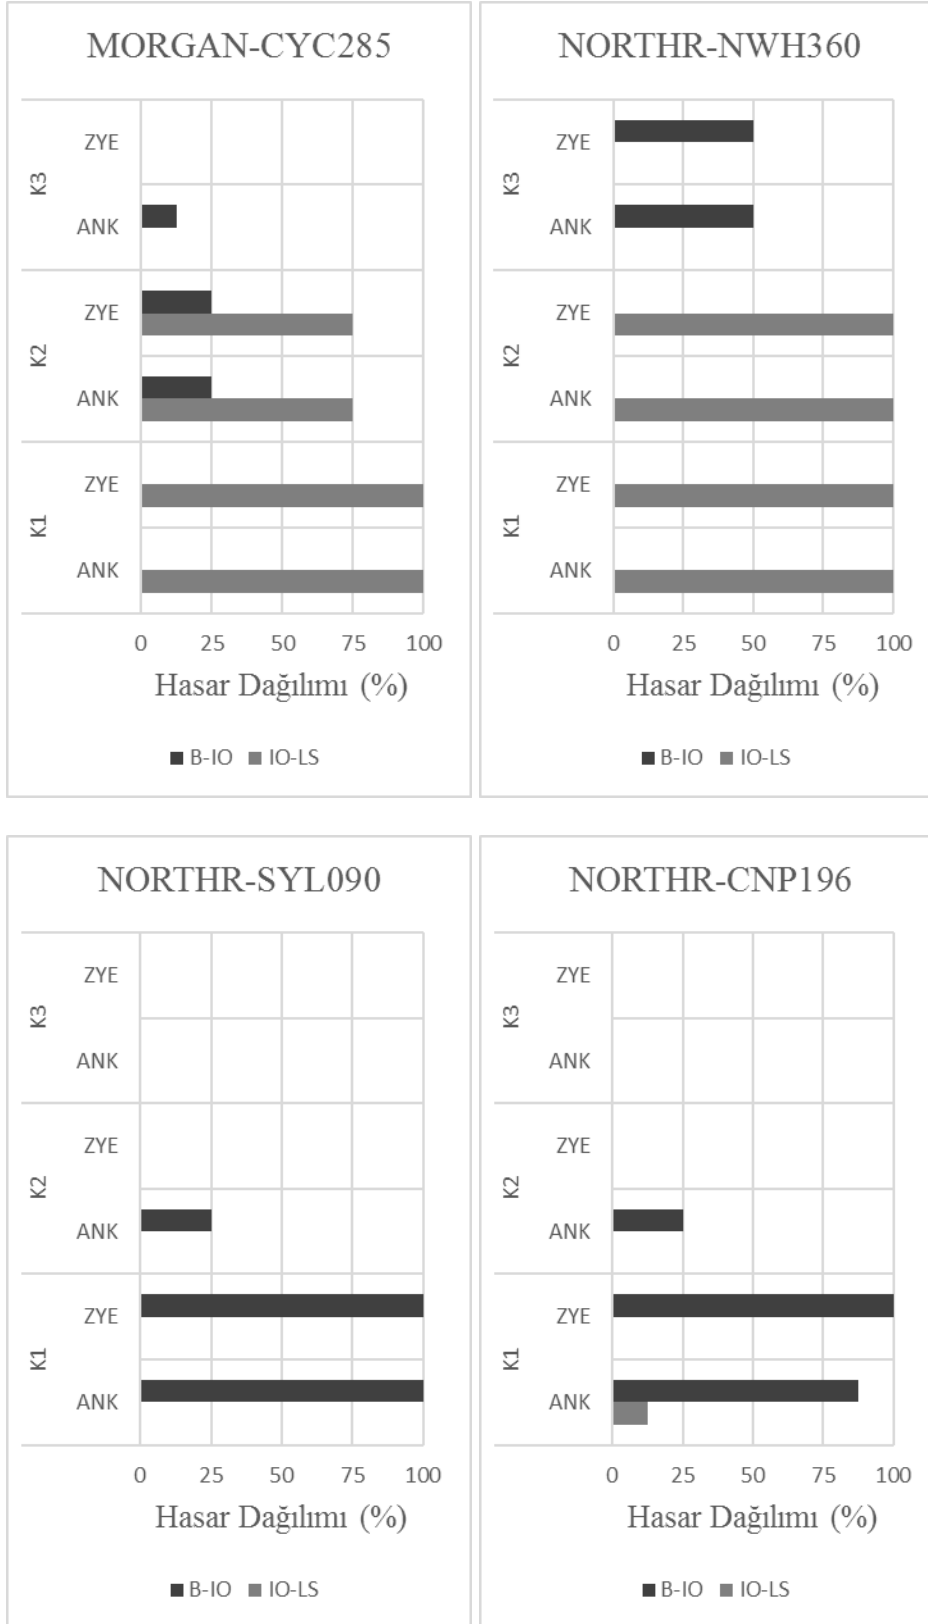 MORGAN-CYC285
K3
ZYE
ANK
K2
ZYE
ANK
K1
ZYE
ANK
0 25 50 75 100
Hasar Dağılımı (%)
B-IO IO-LS
NORTHR-NWH360
K3
ZYE
ANK
K2
ZYE
ANK
K1
ZYE
ANK
0 25 50 75 100
Hasar Dağılımı (%)
B-IO IO-LS
NORTHR-SYL090
K3
ZYE
ANK
K2
ZYE
ANK
K1
ZYE
ANK
0 25 50 75 100
Hasar Dağılımı (%)
B-IO IO-LS
NORTHR-CNP196
K3
ZYE
ANK
K2
ZYE
ANK
K1
ZYE
ANK
0 25 50 75 100
Hasar Dağılımı (%)
B-IO IO-LS